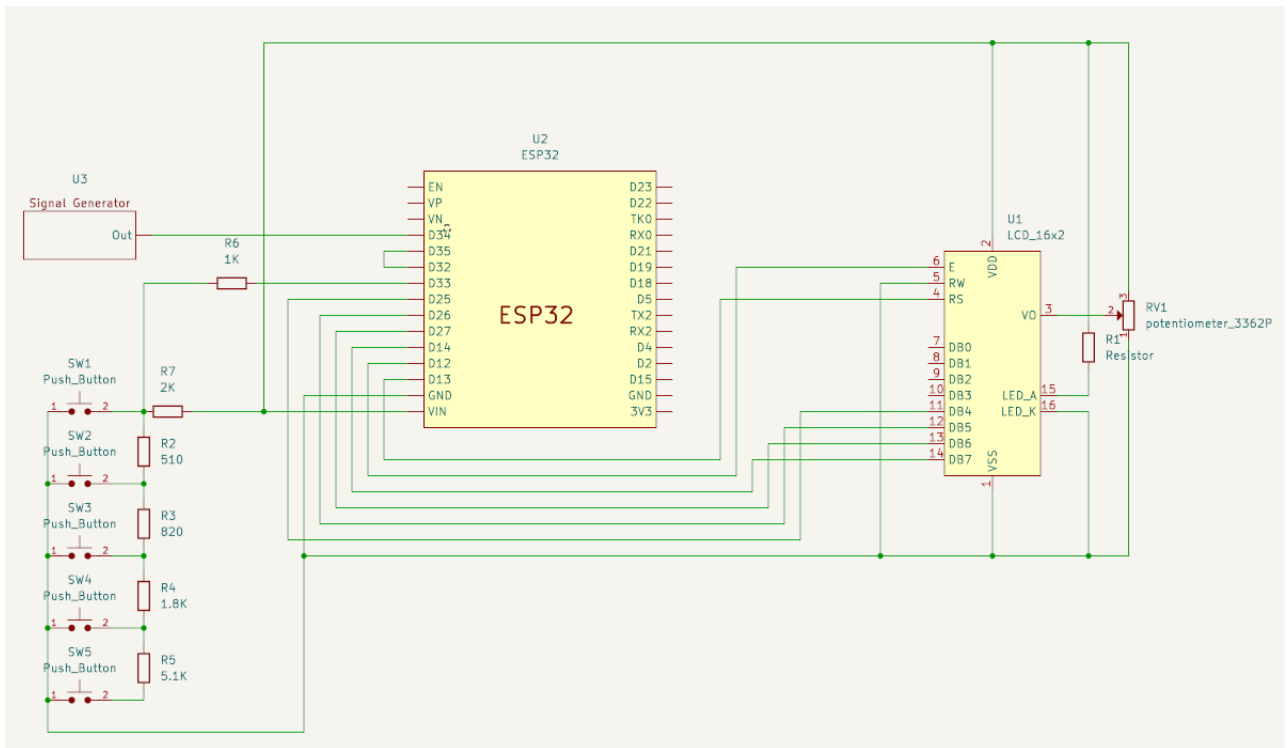 U2
ESP32
U3
Signal Generator
Out
EN
VP
VN
D34
D35
D32
D33
D25
D26
D27
D14
D12
D13
GND
VIN
ESP32
D23
D22
TK0
RX0
D21
D19
D18
D5
TX2
RX2
D4
D2
D15
GND
3V3
R6
1K
R7
2K
SW1
Push_Button
1 2
SW2
Push_Button
1 2
SW3
Push_Button
1 2
SW4
Push_Button
1 2
SW5
Push_Button
1 2
R2
510
R3
820
R4
1.8K
R5
5.1K
U1
LCD_16x2
2
VDD
6 E
5 RW
4 RS
7 DB0
8 DB1
9 DB2
10 DB3
11 DB4
12 DB5
13 DB6
14 DB7
VO 3
LED_A 15
LED_K 16
VSS
1
3
2
1
RV1
potentiometer_3362P
R1
Resistor